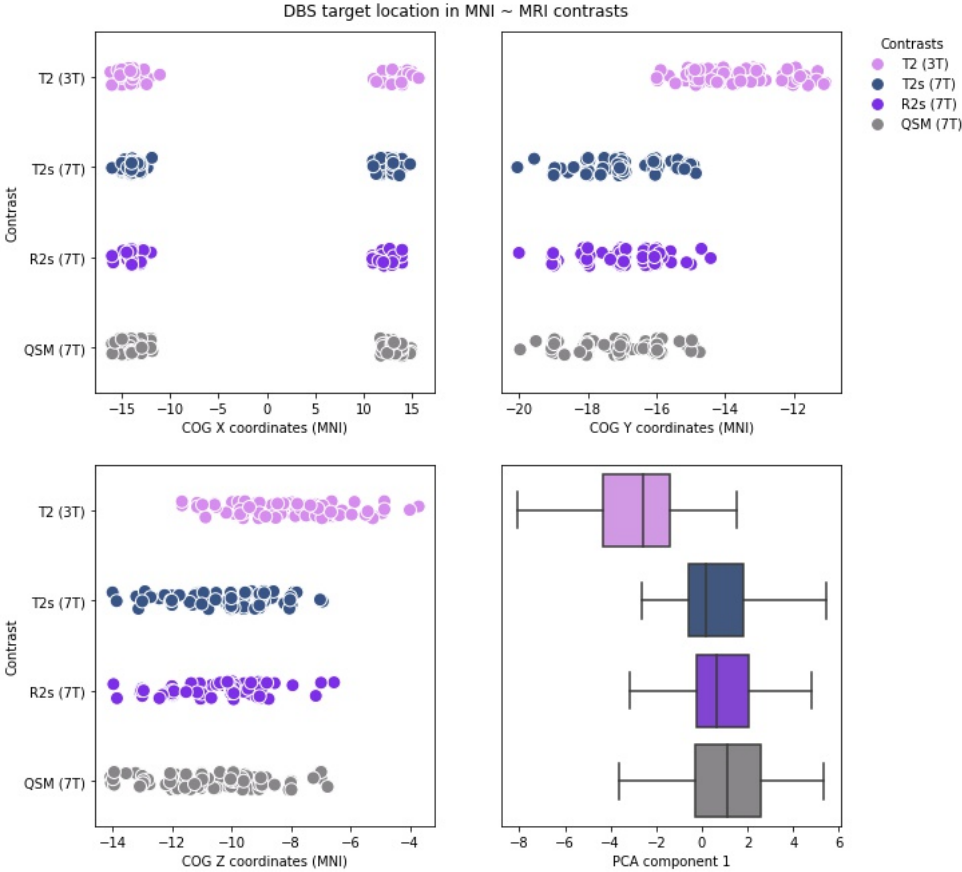 DBS target location in MNI ~ MRI contrasts
Contrasts
T2 (3T)
T2s (7T)
R2s (7T)
QSM (7T)
Contrast
T2 (3T)
T2s (7T)
R2s (7T)
QSM (7T)
−15 −10 −5 0 5 10 15
COG X coordinates (MNI)
−20 −18 −16 −14 −12
COG Y coordinates (MNI)
Contrast
T2 (3T)
T2s (7T)
R2s (7T)
QSM (7T)
−14 −12 −10 −8 −6 −4
COG Z coordinates (MNI)
−8 −6 −4 −2 0 2 4 6
PCA component 1